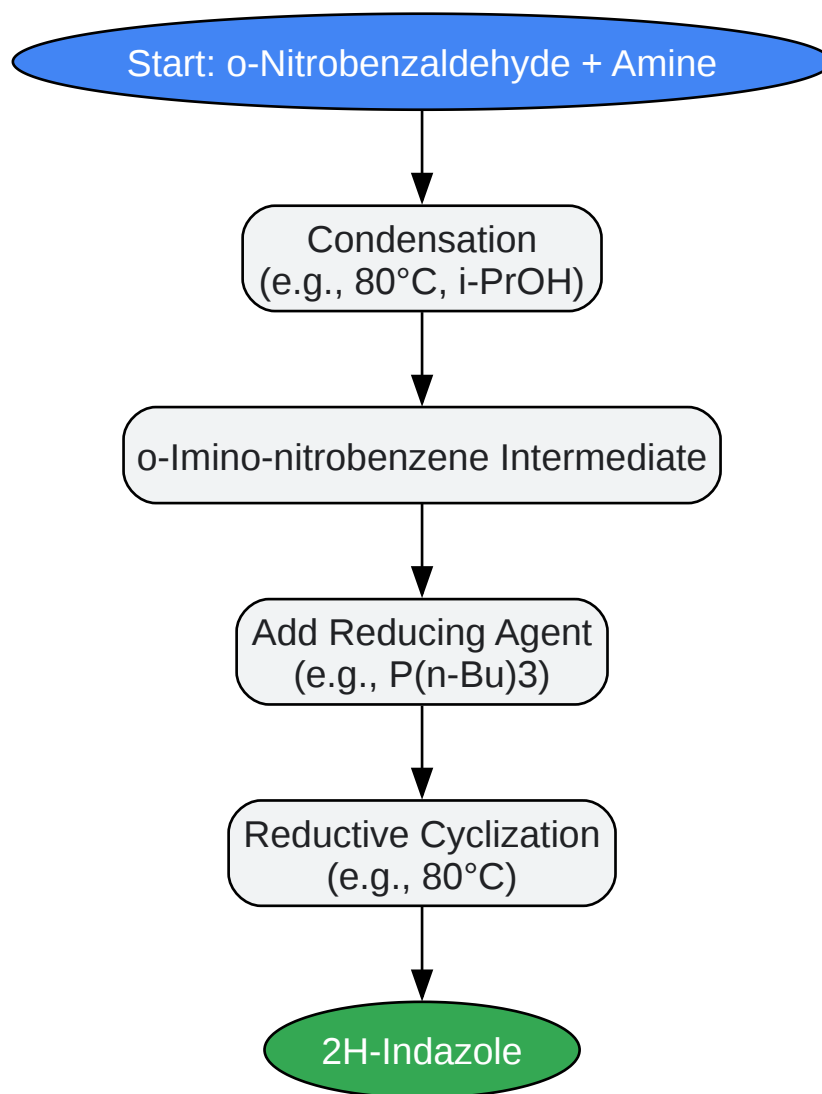 Start: o-Nitrobenzaldehyde + Amine
Condensation
(e.g., 80°C, i-PrOH)
o-Imino-nitrobenzene Intermediate
Add Reducing Agent
(e.g., P(n-Bu)3)
Reductive Cyclization
(e.g., 80°C)
2H-Indazole